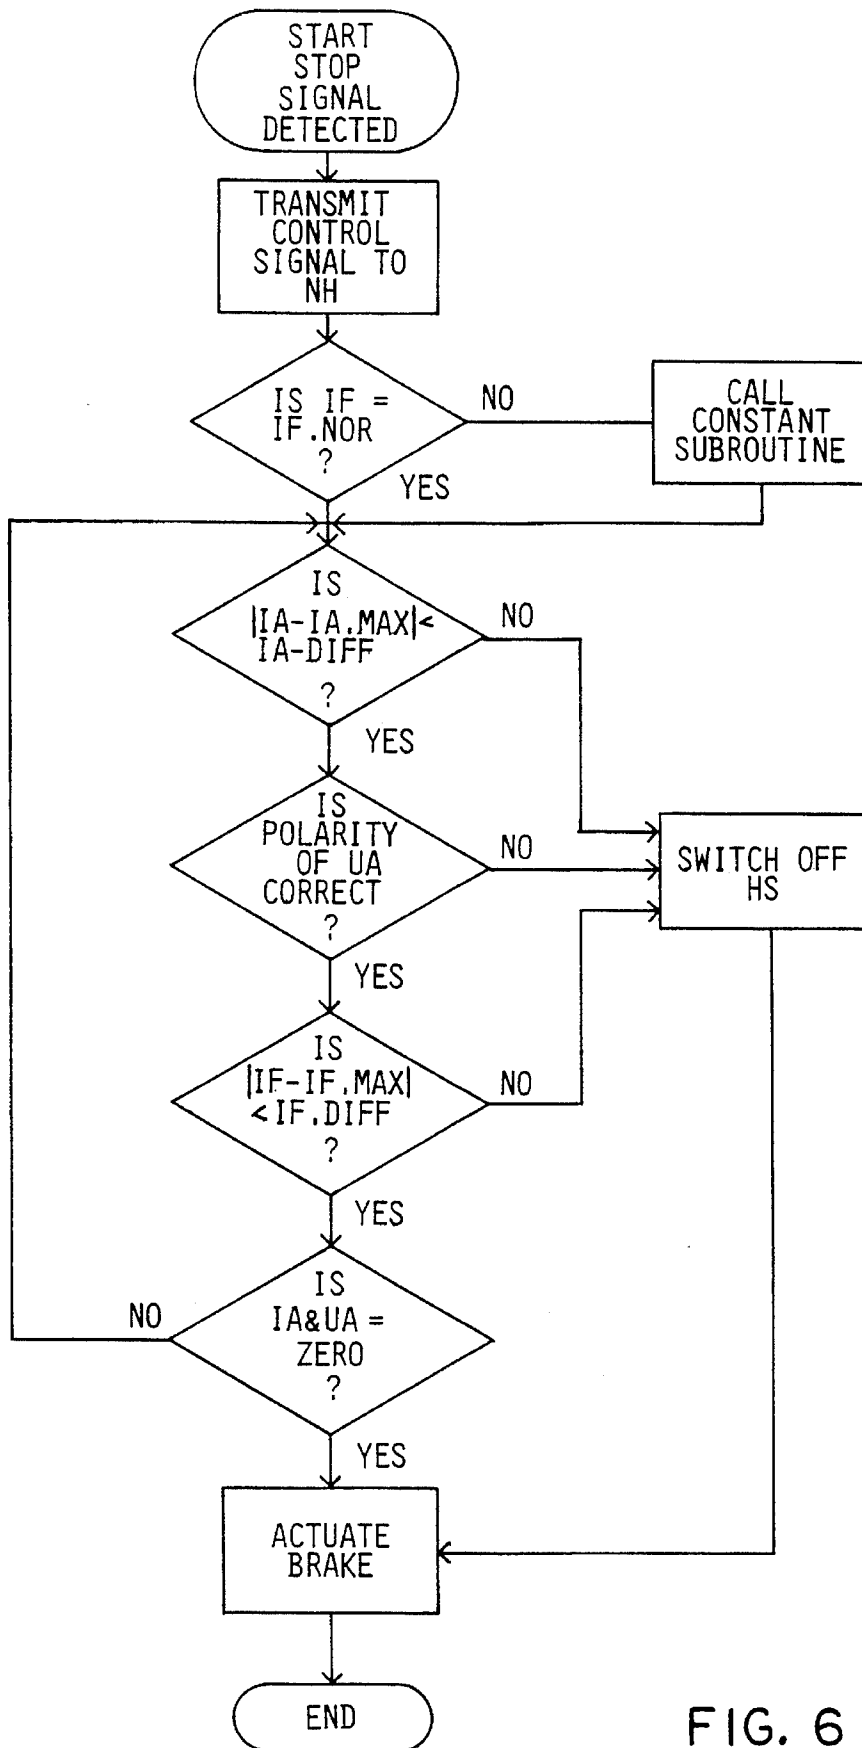 START
STOP
SIGNAL
DETECTED
TRANSMIT
CONTROL
SIGNAL TO
NH
IS IF =
IF.NOR
?
NO
CALL
CONSTANT
SUBROUTINE
YES
IS
|IA-IA.MAX|<
IA-DIFF
?
NO
YES
IS
POLARITY
OF UA
CORRECT
?
NO
SWITCH OFF
HS
YES
IS
|IF-IF.MAX|
<IF.DIFF
?
NO
YES
IS
IA&UA =
ZERO
?
NO
YES
ACTUATE
BRAKE
END
FIG. 6